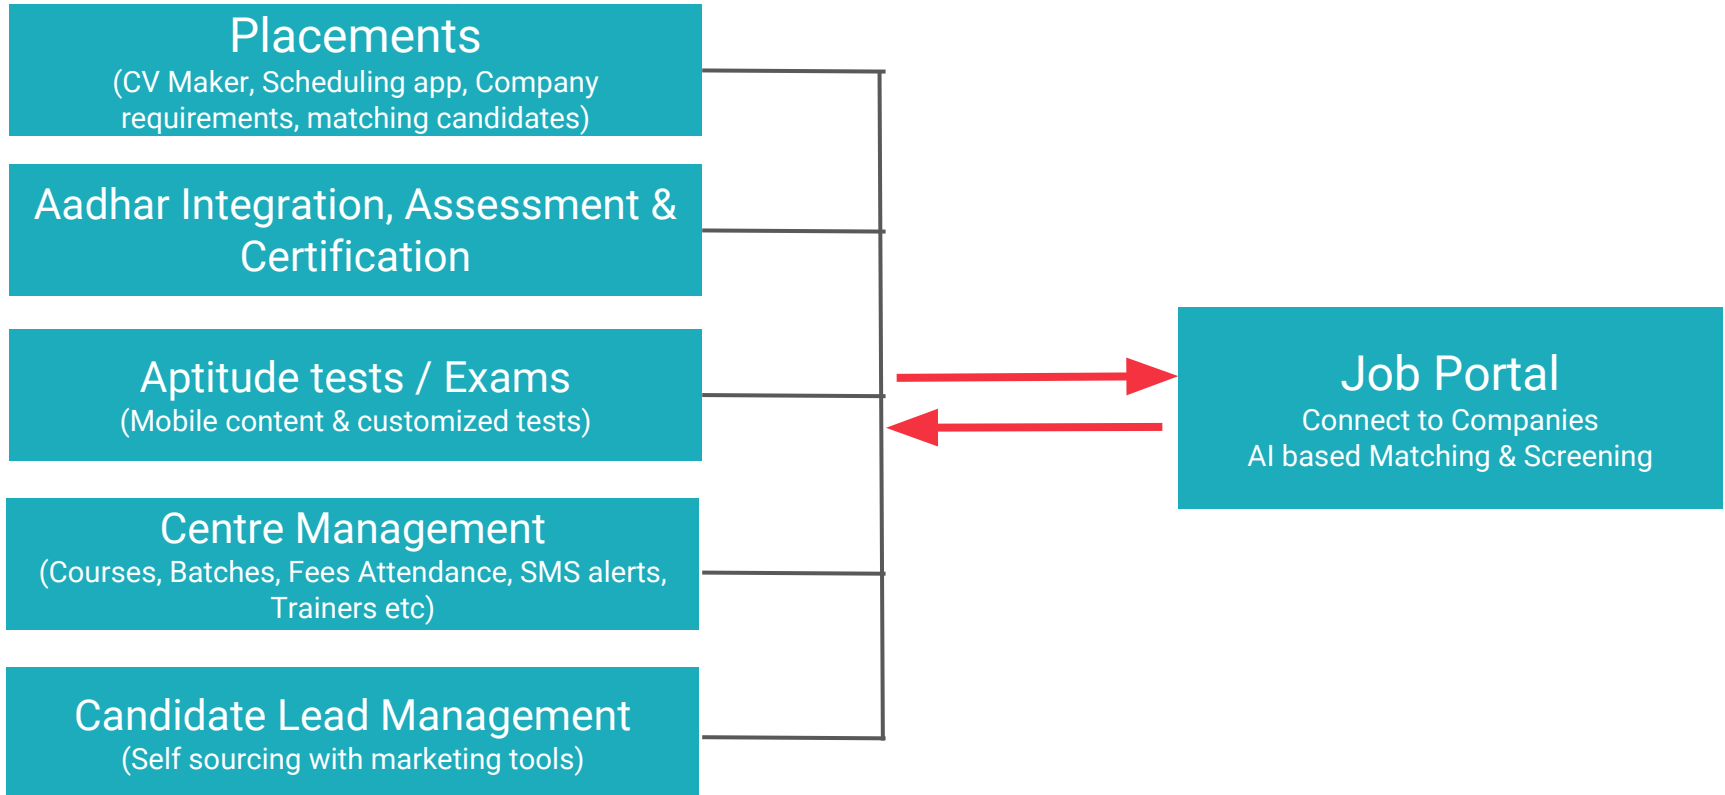 Placements
(CV Maker, Scheduling app, Company
requirements, matching candidates)
Aadhar Integration, Assessment &
Certification
Aptitude tests / Exams
(Mobile content & customized tests)
Centre Management
(Courses, Batches, Fees Attendance, SMS alerts,
Trainers etc)
Candidate Lead Management
(Self sourcing with marketing tools)
Job Portal
Connect to Companies
AI based Matching & Screening